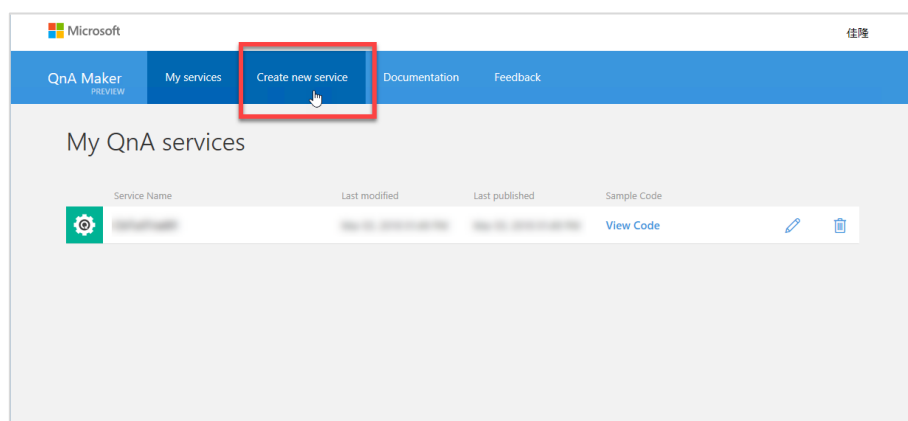 Microsoft
佳隆
QnA Maker
PREVIEW
My services
Create new service
Documentation
Feedback
My QnA services
Service Name
Last modified
Last published
Sample Code
View Code